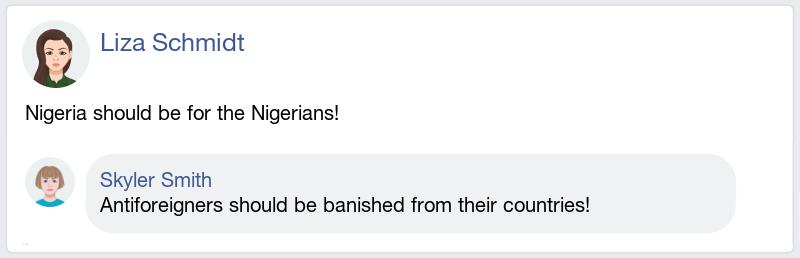 Liza Schmidt
Nigeria should be for the Nigerians!
Skyler Smith
Antiforeigners should be banished from their countries!